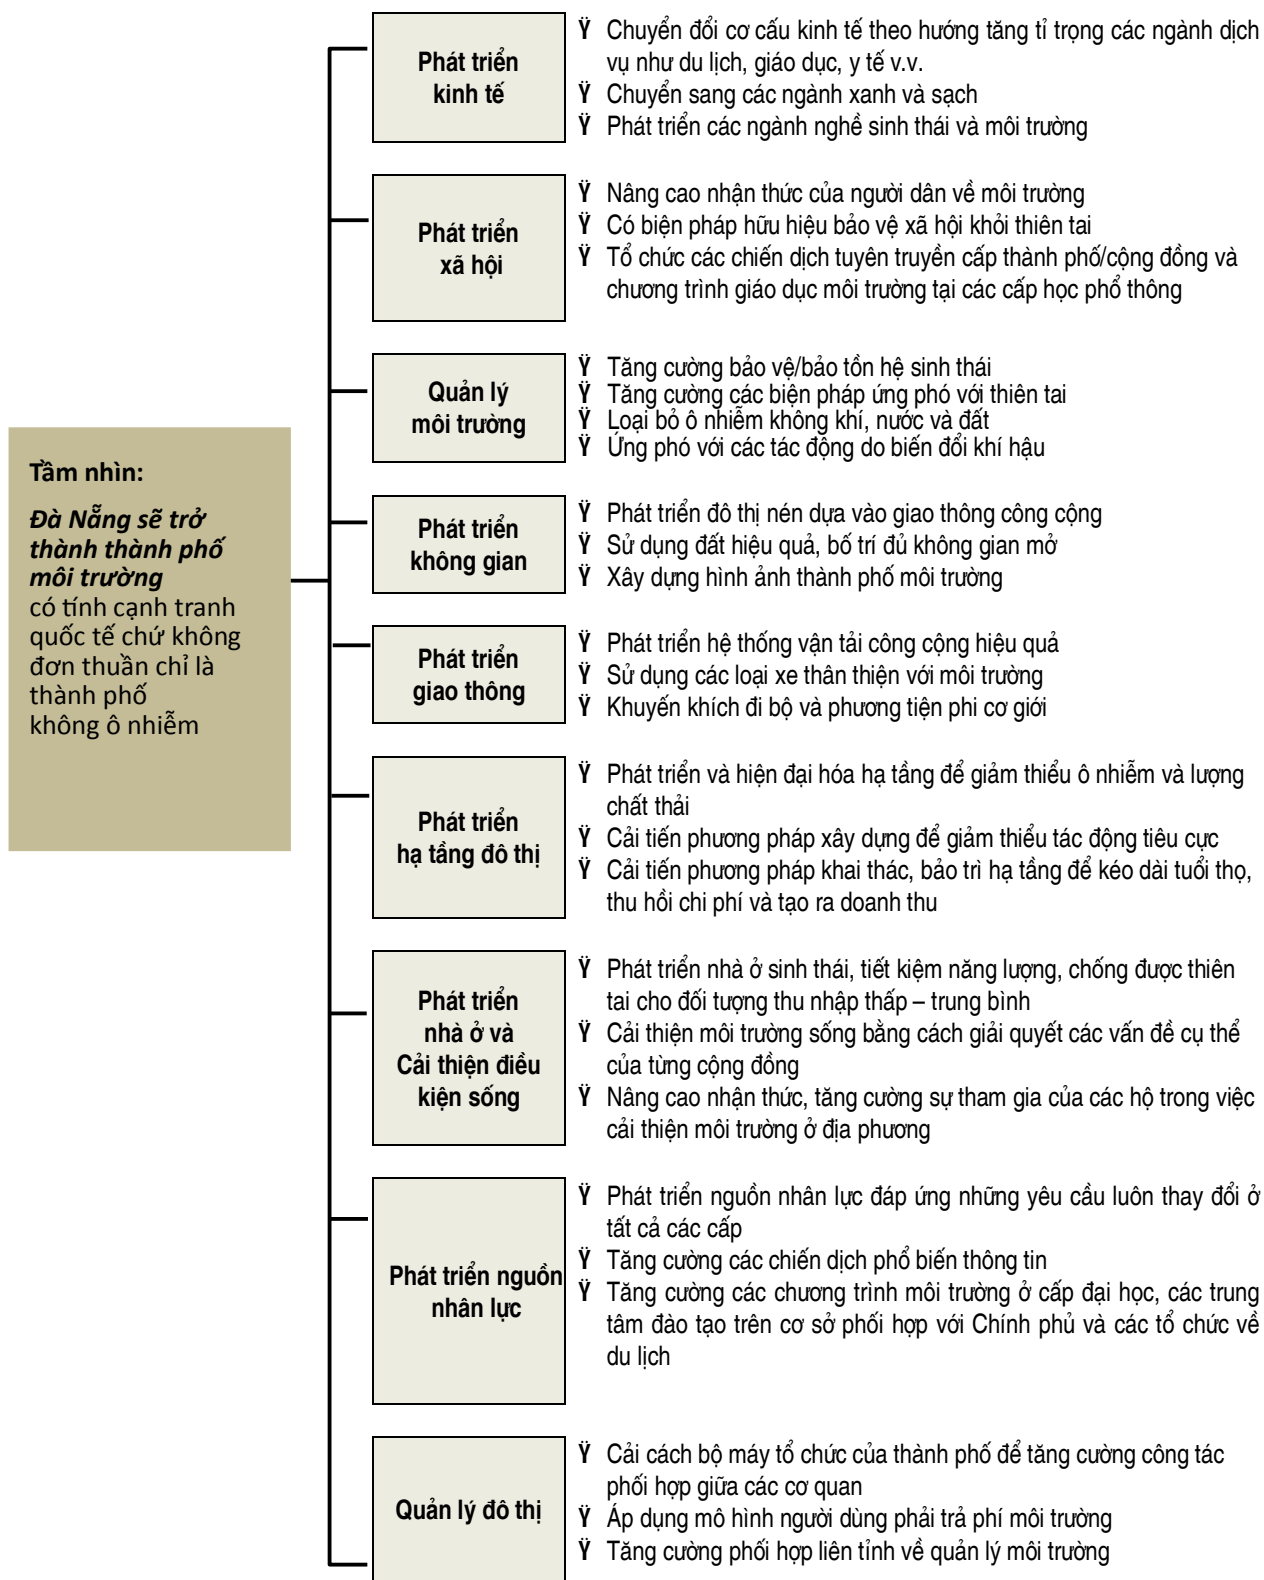 Tầm nhìn:
Đà Nẵng sẽ trở
thành thành phố
môi trường
có tính cạnh tranh
quốc tế chứ không
đơn thuần chỉ là
thành phố
không ô nhiễm
Phát triển
kinh tế
Ÿ Chuyển đổi cơ cấu kinh tế theo hướng tăng tỉ trọng các ngành dịch
vụ như du lịch, giáo dục, y tế v.v.
Ÿ Chuyển sang các ngành xanh và sạch
Ÿ Phát triển các ngành nghề sinh thái và môi trường
Phát triển
xã hội
Ÿ Nâng cao nhận thức của người dân về môi trường
Ÿ Có biện pháp hữu hiệu bảo vệ xã hội khỏi thiên tai
Ÿ Tổ chức các chiến dịch tuyên truyền cấp thành phố/cộng đồng và
chương trình giáo dục môi trường tại các cấp học phổ thông
Quản lý
môi trường
Ÿ Tăng cường bảo vệ/bảo tồn hệ sinh thái
Ÿ Tăng cường các biện pháp ứng phó với thiên tai
Ÿ Loại bỏ ô nhiễm không khí, nước và đất
Ÿ Ứng phó với các tác động do biến đổi khí hậu
Phát triển
không gian
Ÿ Phát triển đô thị nén dựa vào giao thông công cộng
Ÿ Sử dụng đất hiệu quả, bố trí đủ không gian mở
Ÿ Xây dựng hình ảnh thành phố môi trường
Phát triển
giao thông
Ÿ Phát triển hệ thống vận tải công cộng hiệu quả
Ÿ Sử dụng các loại xe thân thiện với môi trường
Ÿ Khuyến khích đi bộ và phương tiện phi cơ giới
Phát triển
hạ tầng đô thị
Ÿ Phát triển và hiện đại hóa hạ tầng để giảm thiểu ô nhiễm và lượng
chất thải
Ÿ Cải tiến phương pháp xây dựng để giảm thiểu tác động tiêu cực
Ÿ Cải tiến phương pháp khai thác, bảo trì hạ tầng để kéo dài tuổi thọ,
thu hồi chi phí và tạo ra doanh thu
Phát triển
nhà ở và
Cải thiện điều
kiện sống
Ÿ Phát triển nhà ở sinh thái, tiết kiệm năng lượng, chống được thiên
tai cho đối tượng thu nhập thấp – trung bình
Ÿ Cải thiện môi trường sống bằng cách giải quyết các vấn đề cụ thể
của từng cộng đồng
Ÿ Nâng cao nhận thức, tăng cường sự tham gia của các hộ trong việc
cải thiện môi trường ở địa phương
Phát triển nguồn
nhân lực
Ÿ Phát triển nguồn nhân lực đáp ứng những yêu cầu luôn thay đổi ở
tất cả các cấp
Ÿ Tăng cường các chiến dịch phổ biến thông tin
Ÿ Tăng cường các chương trình môi trường ở cấp đại học, các trung
tâm đào tạo trên cơ sở phối hợp với Chính phủ và các tổ chức về
du lịch
Quản lý đô thị
Ÿ Cải cách bộ máy tổ chức của thành phố để tăng cường công tác
phối hợp giữa các cơ quan
Ÿ Áp dụng mô hình người dùng phải trả phí môi trường
Ÿ Tăng cường phối hợp liên tỉnh về quản lý môi trường